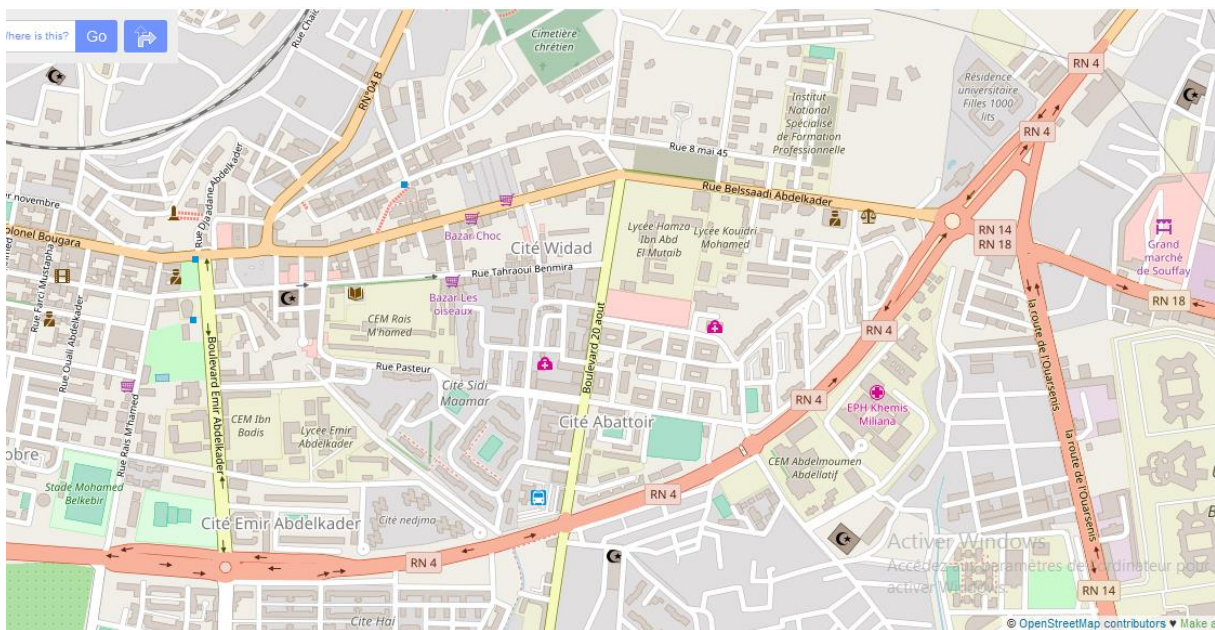 Where is this?
Go
Cimetière
chrétien
RN°04 B
RN 4
Résidence
universitaire
Filles 1000
lits
Institut
National
Spécialisé
de Formation
Professionnelle
RN 4
Rue 8 mai 45
Rue Djaadane Abdelkader
Rue Belssaadi Abdelkader
er novembre
olonel Bougara
Bazar Choc
Cité Widad
Lycée Hamza
Ibn Abd
El Mutaib
Lycée Kouidri
Mohamed
RN 14
RN 18
Grand
marché
de Souffay
Rue Farci Mustapha
Rue Tahraoui Benmira
Bazar Les
oiseaux
RN 18
CEM Rais
M'hamed
RN 4
Rue Ouali Abdelkader
Boulevard Emir Abdelkader
Boulevard 20 aout
la route de l'Ouarsenis
Rue Pasteur
Cité Sidi
Maamar
RN 4
EPH Khemis
Miliana
CEM Ibn
Badis
Lycée Emir
Abdelkader
Cité Abattoir
Rue Rais M'hamed
obre
CEM Abdelmoumen
Abdellatif
la route de l'Ouarsenis
Stade Mohamed
Belkebir
RN 4
Cité Emir Abdelkader
Cité nedjma
Activer Windows
Accédez aux paramètres de l'ordinateur pour
activer Windows.
RN 4
RN 14
Cite Hai
© OpenStreetMap contributors ♥ Make a